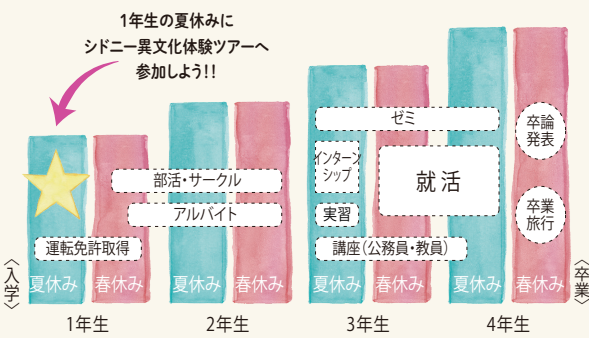 1年生の夏休みに
シドニー異文化体験ツアーへ
参加しよう!!
ゼミ
卒論
発表
インターン
シップ
就活
部活・サークル
アルバイト
実習
卒業
旅行
運転免許取得
講座(公務員・教員)
〈入学〉
夏休み
春休み
夏休み
春休み
夏休み
春休み
夏休み
春休み
〈卒業〉
1年生
2年生
3年生
4年生